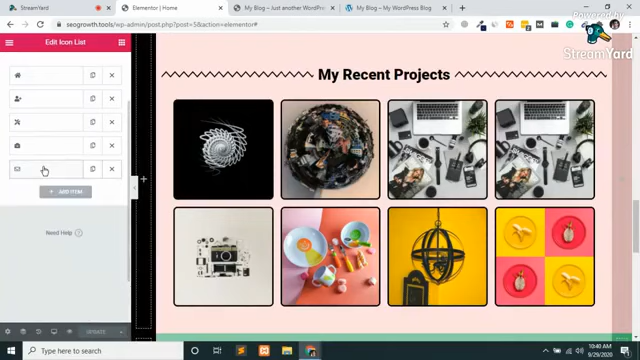 StreamYard
Elementor | Home
My Blog – Just another WordPress
My Blog – My WordPress Blog
seogrowth.tools/wp-admin/post.php?post=5&action=elementor#
Powered by
StreamYard
Edit Icon List
ADD ITEM
Need Help
UPDATE
My Recent Projects
Type here to search
10:40 AM
9/29/2020